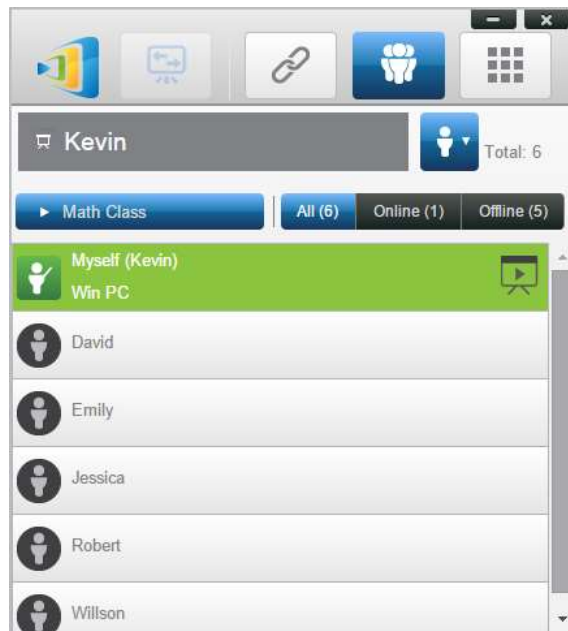 Kevin
Total: 6
Math Class
All (6)
Online (1)
Offline (5)
Myself (Kevin)
Win PC
David
Emily
Jessica
Robert
Willson